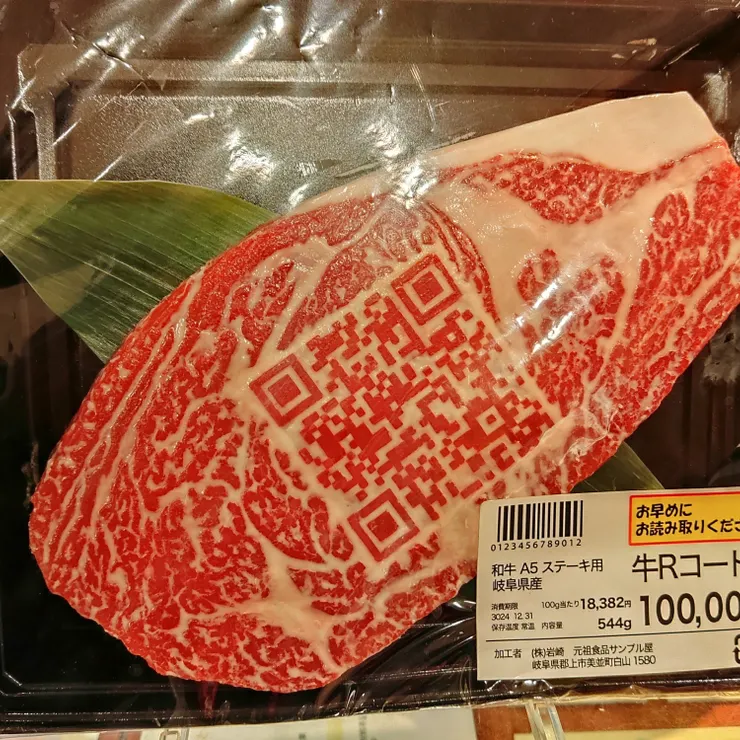 お早めに
お読み取りくださ
0123456789012
和牛 A5 ステーキ用
岐阜県産
牛Rコード
消費期限
3024 12.31
保存温度 常温
100g当たり18,382円
内容量 544g
100,00
加工者 (株)岩崎 元祖食品サンプル屋
岐阜県郡上市美並町白山 1580